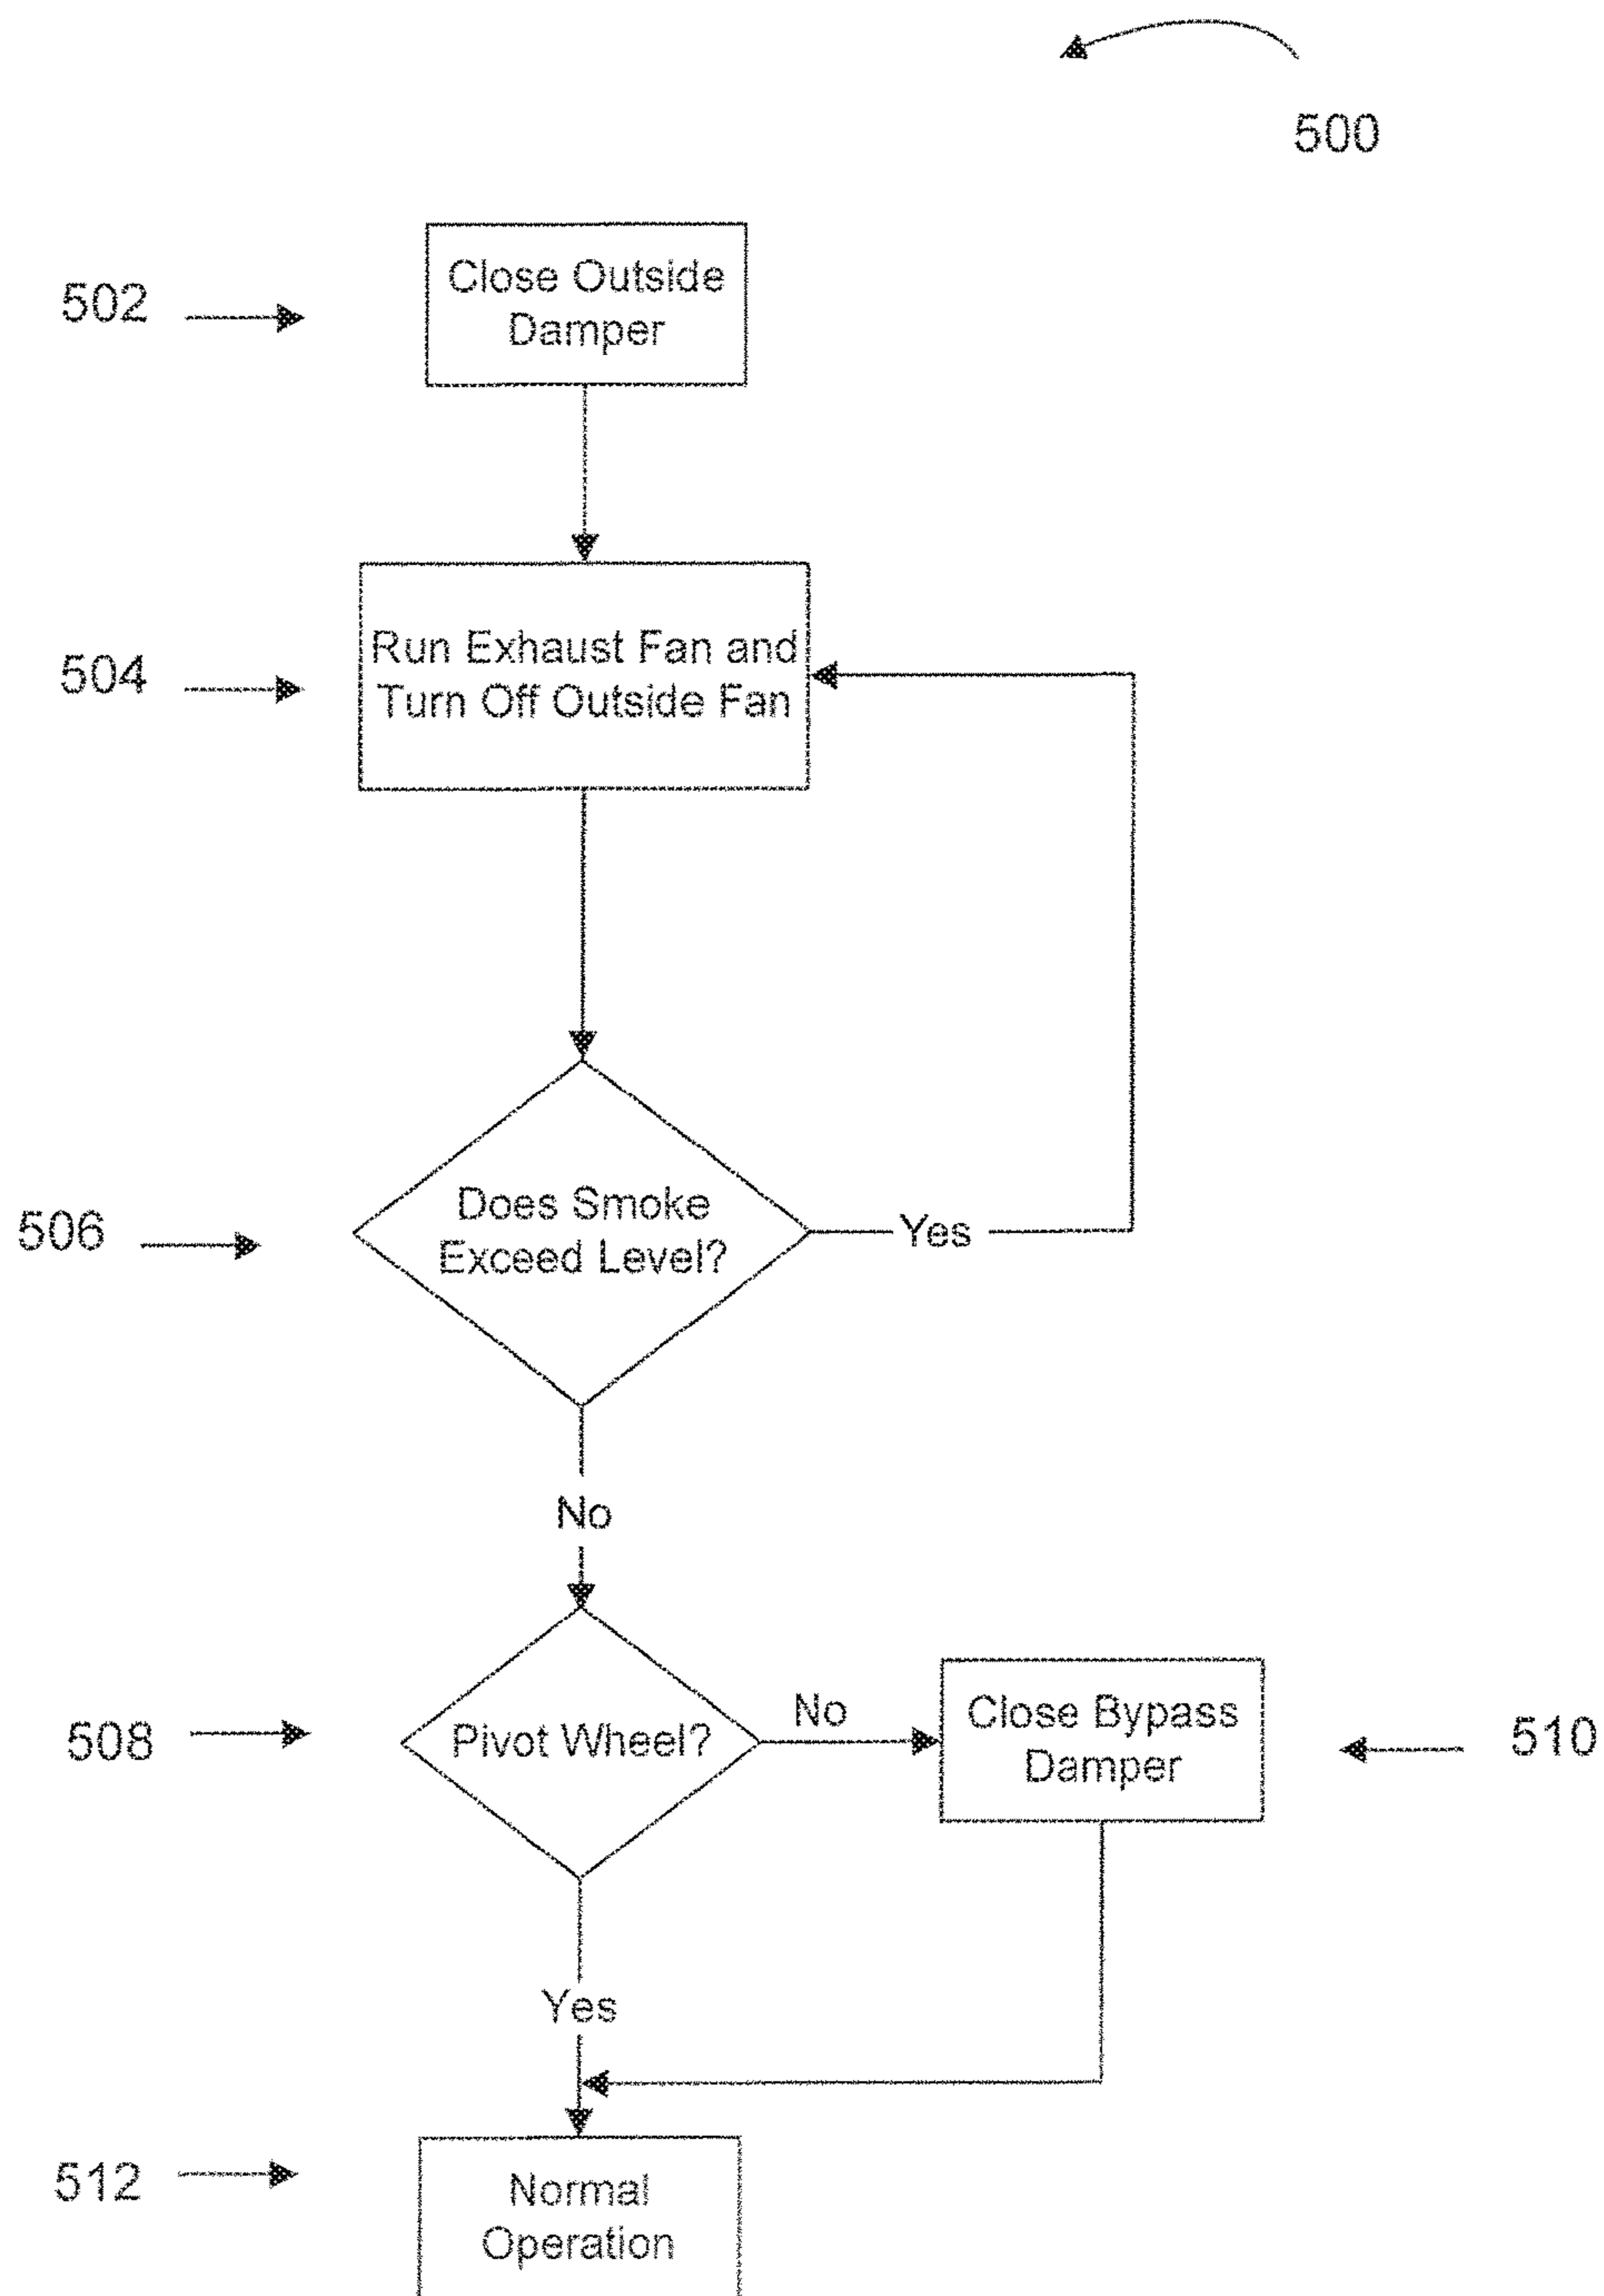 500
502
Close Outside
Damper
504
Run Exhaust Fan and
Turn Off Outside Fan
506
Does Smoke
Exceed Level?
Yes
No
508
Pivot Wheel?
No
Close Bypass
Damper
510
Yes
512
Normal
Operation